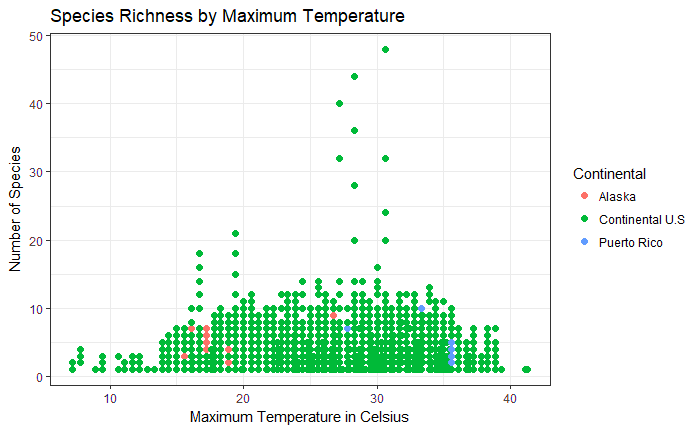 Species Richness by Maximum Temperature
50
40
30
20
10
0
Number of Species
10
20
30
40
Maximum Temperature in Celsius
Continental
Alaska
Continental U.S
Puerto Rico